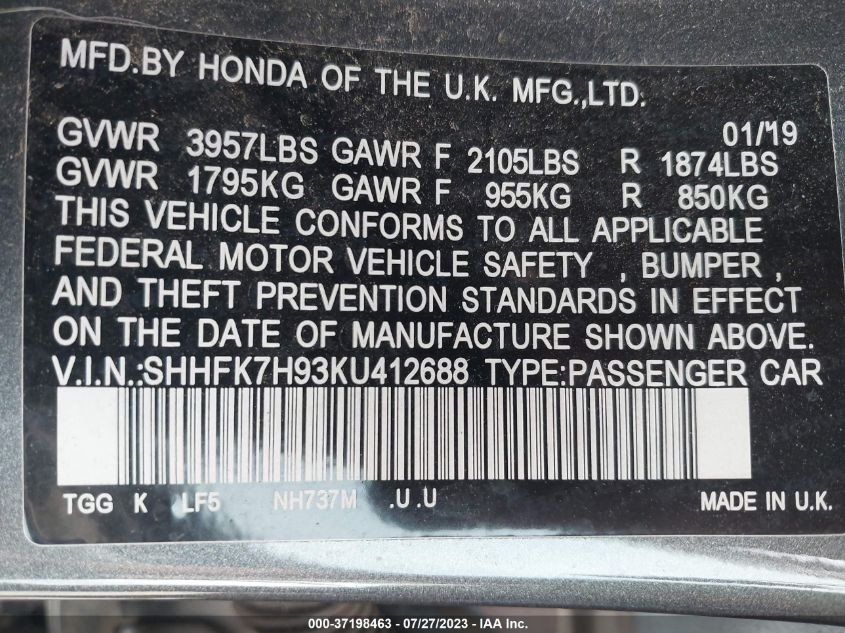 MFD.BY HONDA OF THE U.K. MFG.,LTD.
01/19
GVWR 3957LBS GAWR F 2105LBS R 1874LBS
GVWR 1795KG GAWR F 955KG R 850KG
THIS VEHICLE CONFORMS TO ALL APPLICABLE
FEDERAL MOTOR VEHICLE SAFETY , BUMPER ,
AND THEFT PREVENTION STANDARDS IN EFFECT
ON THE DATE OF MANUFACTURE SHOWN ABOVE.
V.I.N.:SHHFK7H93KU412688 TYPE:PASSENGER CAR
TGG K LF5 NH737M .U.U MADE IN U.K.
000-37198463 / 07/27/2023 - IAA Inc.